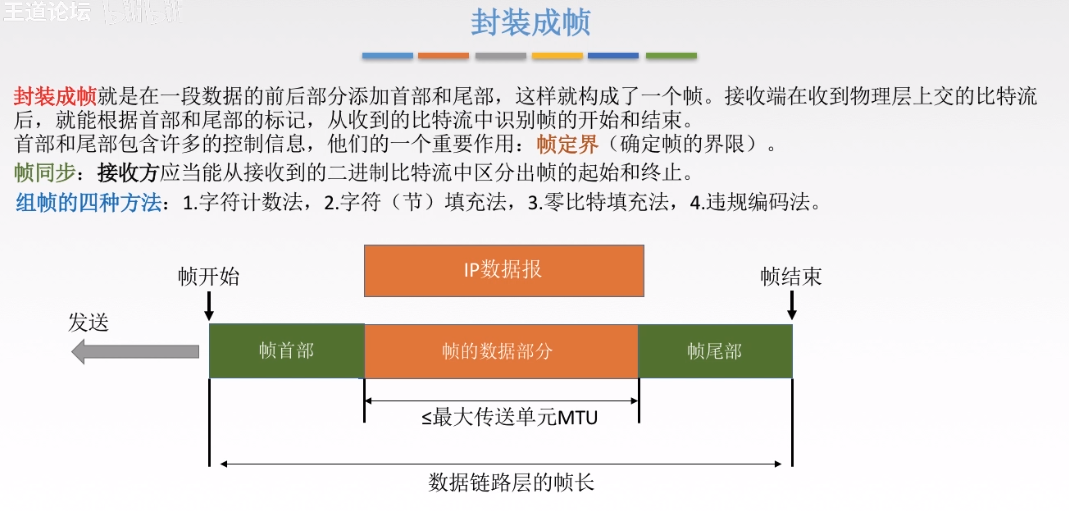 王道论坛
封装成帧
封装成帧就是在一段数据的前后部分添加首部和尾部，这样就构成了一个帧。接收端在收到物理层上交的比特流
后，就能根据首部和尾部的标记，从收到的比特流中识别帧的开始和结束。
首部和尾部包含许多的控制信息，他们的一个重要作用：帧定界（确定帧的界限）。
帧同步：接收方应当能从接收到的二进制比特流中区分出帧的起始和终止。
组帧的四种方法：1.字符计数法，2.字符（节）填充法，3.零比特填充法，4.违规编码法。
IP数据报
帧开始
帧结束
发送
帧首部
帧的数据部分
帧尾部
≤最大传送单元MTU
数据链路层的帧长